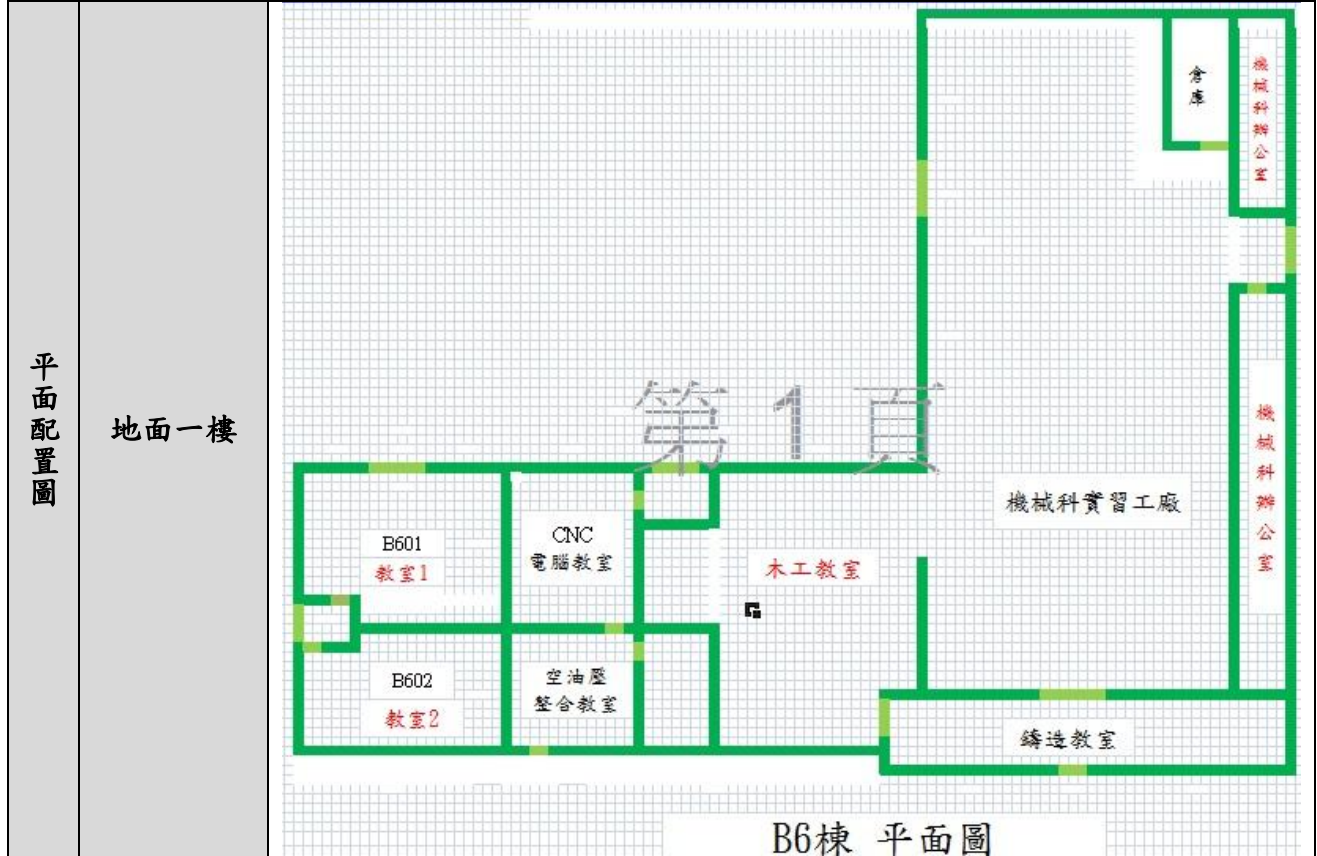 平面配置圖
地面一樓
倉庫
機械科辦公室
第 1 頁
機械科辦公室
機械科實習工廠
B601
教室1
CNC
電腦教室
木工教室
B602
教室2
空油壓
整合教室
鑄造教室
B6棟 平面圖